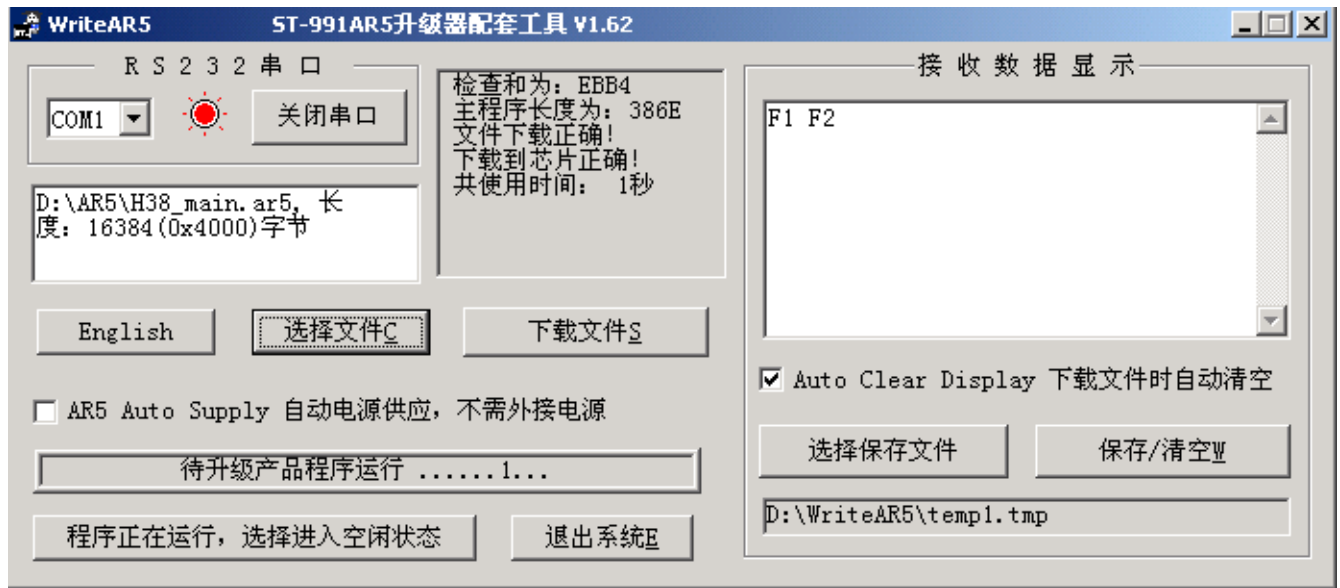 WriteAR5 ST-991AR5升级器配套工具 V1.62
RS232串口
COM1
关闭串口
D:\AR5\H38_main.ar5, 长
度: 16384(0x4000)字节
检查和为: EBB4
主程序长度为: 386E
文件下载正确!
下载到芯片正确!
共使用时间: 1秒
English
选择文件C
下载文件S
AR5 Auto Supply 自动电源供应, 不需外接电源
待升级产品程序运行 ......1...
程序正在运行, 选择进入空闲状态
退出系统E
接收数据显示
F1 F2
Auto Clear Display 下载文件时自动清空
选择保存文件
保存/清空W
D:\WriteAR5\temp1.tmp